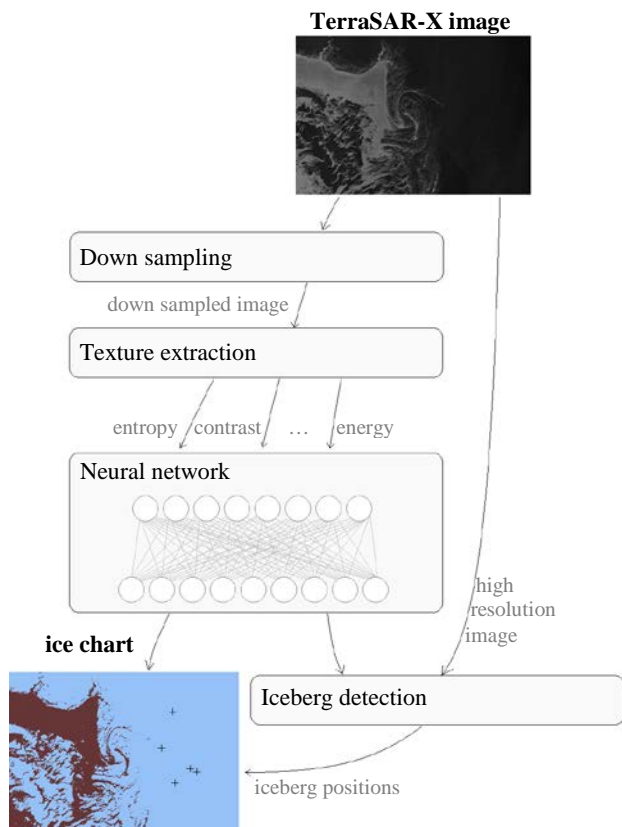 TerraSAR-X image
Down sampling
down sampled image
Texture extraction
entropy contrast … energy
Neural network
high
resolution
image
ice chart
Iceberg detection
iceberg positions